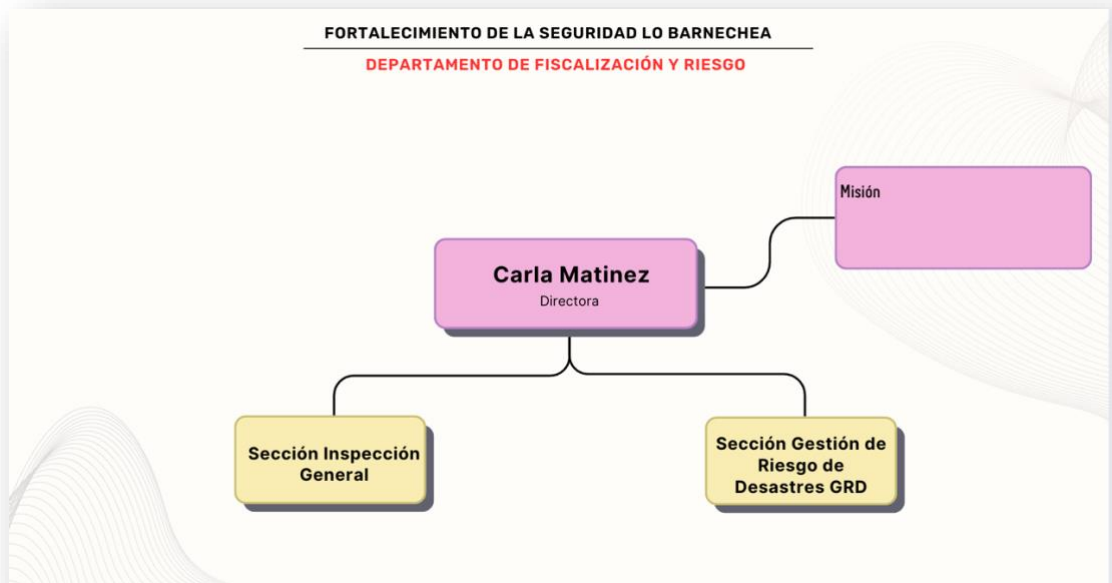 FORTALECIMIENTO DE LA SEGURIDAD LO BARNECHEA
DEPARTAMENTO DE FISCALIZACIÓN Y RIESGO
Misión
Carla Matinez
Directora
Sección Inspección
General
Sección Gestión de
Riesgo de
Desastres GRD